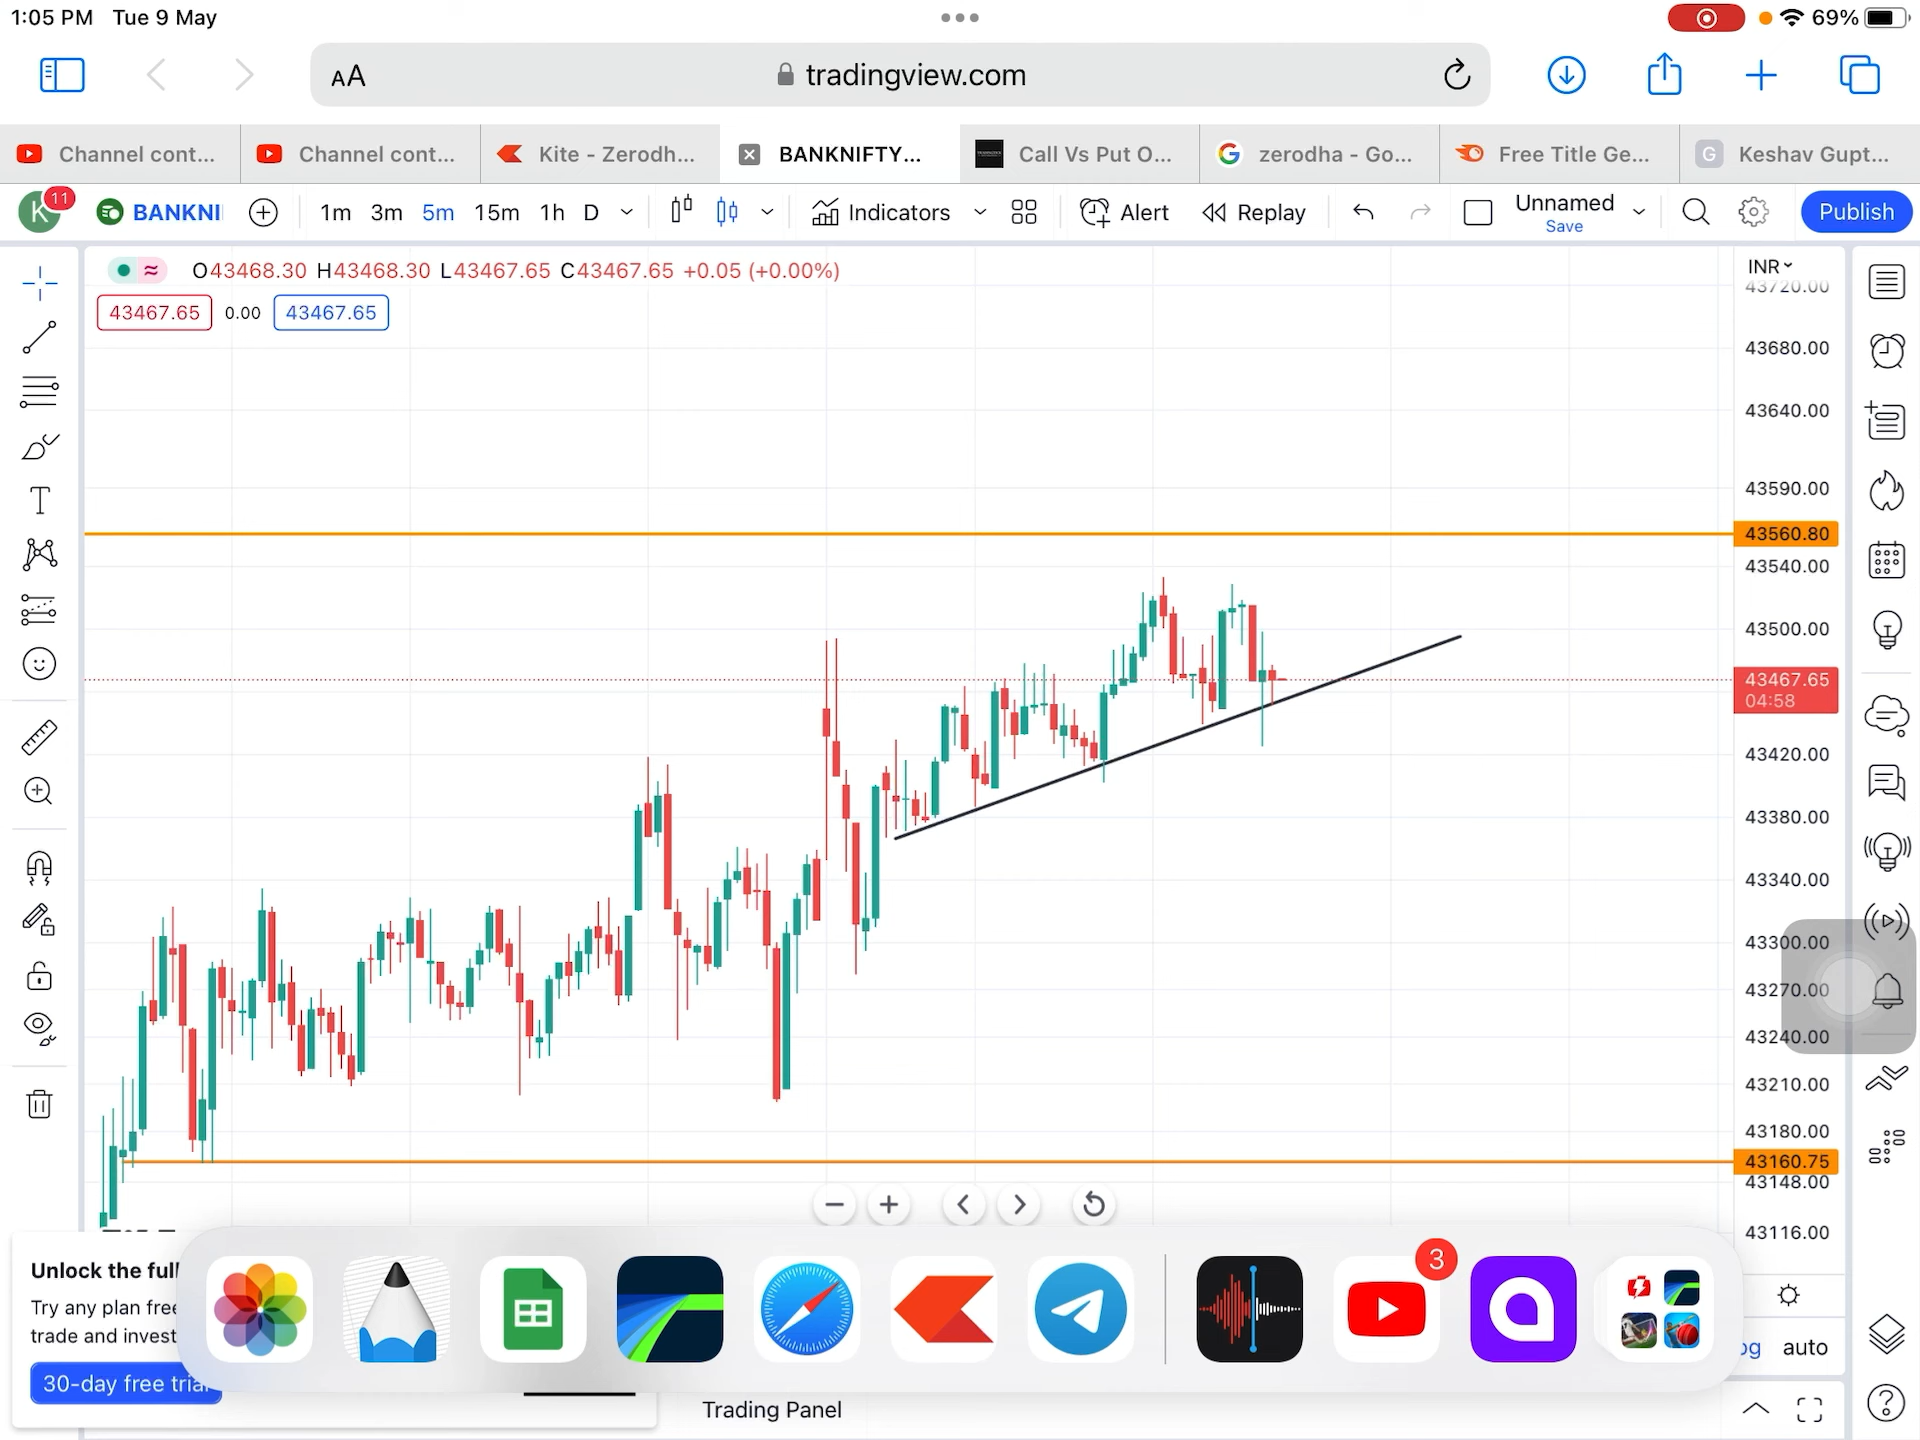 1:05 PM Tue 9 May
69%
AA tradingview.com
Channel cont...
Channel cont...
Kite - Zerodh...
BANKNIFTY...
Call Vs Put O...
zerodha - Go...
Free Title Ge...
G Keshav Gupt...
K 11 BANKNI 1m 3m 5m 15m 1h D Indicators Alert Replay Unnamed Save Publish
O43468.30 H43468.30 L43467.65 C43467.65 +0.05 (+0.00%)
43467.65 0.00 43467.65
INR
43720.00
43680.00
43640.00
43590.00
43560.80
43540.00
43500.00
43467.65
04:58
43420.00
43380.00
43340.00
43300.00
43270.00
43240.00
43210.00
43180.00
43160.75
43148.00
43116.00
Unlock the full
Try any plan free
trade and invest
30-day free trial
3
auto
Trading Panel